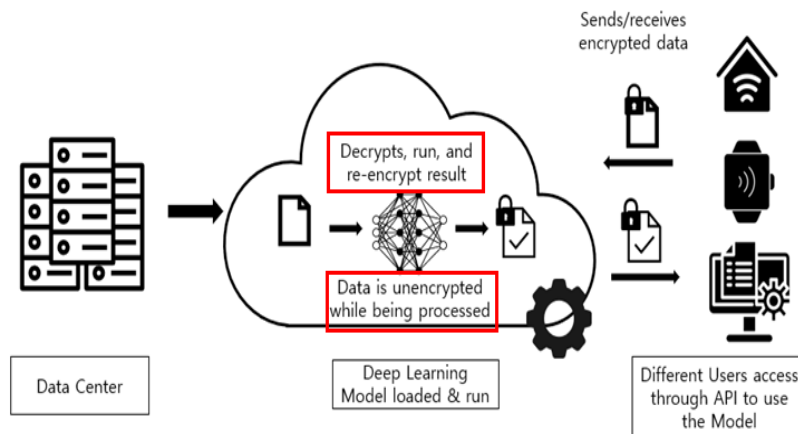 Sends/receives
encrypted data
Decrypts, run, and
re-encrypt result
Data is unencrypted
while being processed
Data Center
Deep Learning
Model loaded & run
Different Users access
through API to use
the Model